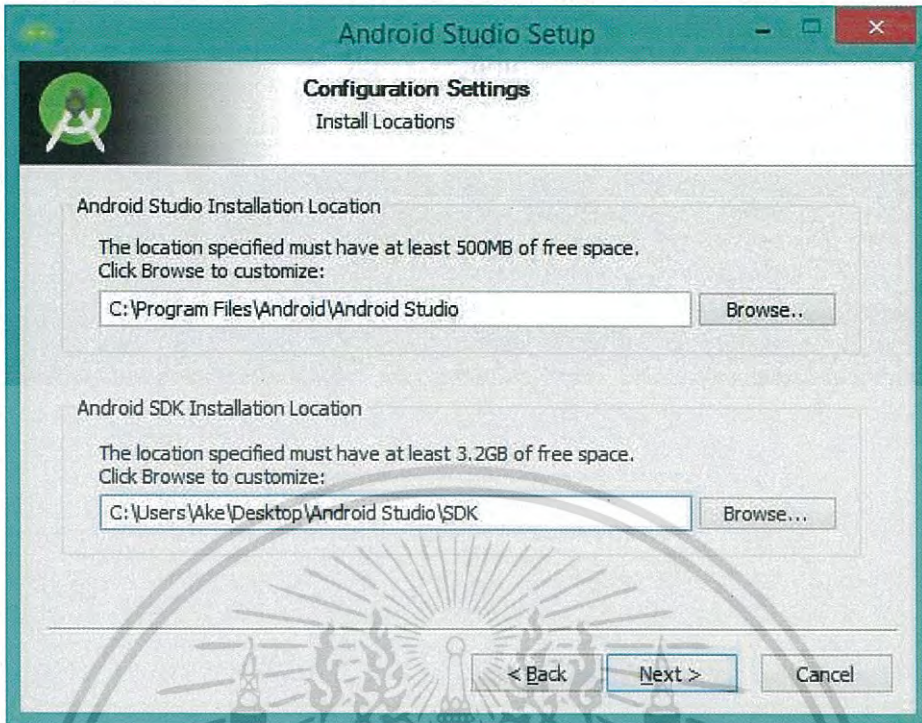 Android Studio Setup
Configuration Settings
Install Locations
Android Studio Installation Location
The location specified must have at least 500MB of free space.
Click Browse to customize:
C:\Program Files\Android\Android Studio
Browse..
Android SDK Installation Location
The location specified must have at least 3.2GB of free space.
Click Browse to customize:
C:\Users\Ake\Desktop\Android Studio\SDK
Browse...
< Back
Next >
Cancel